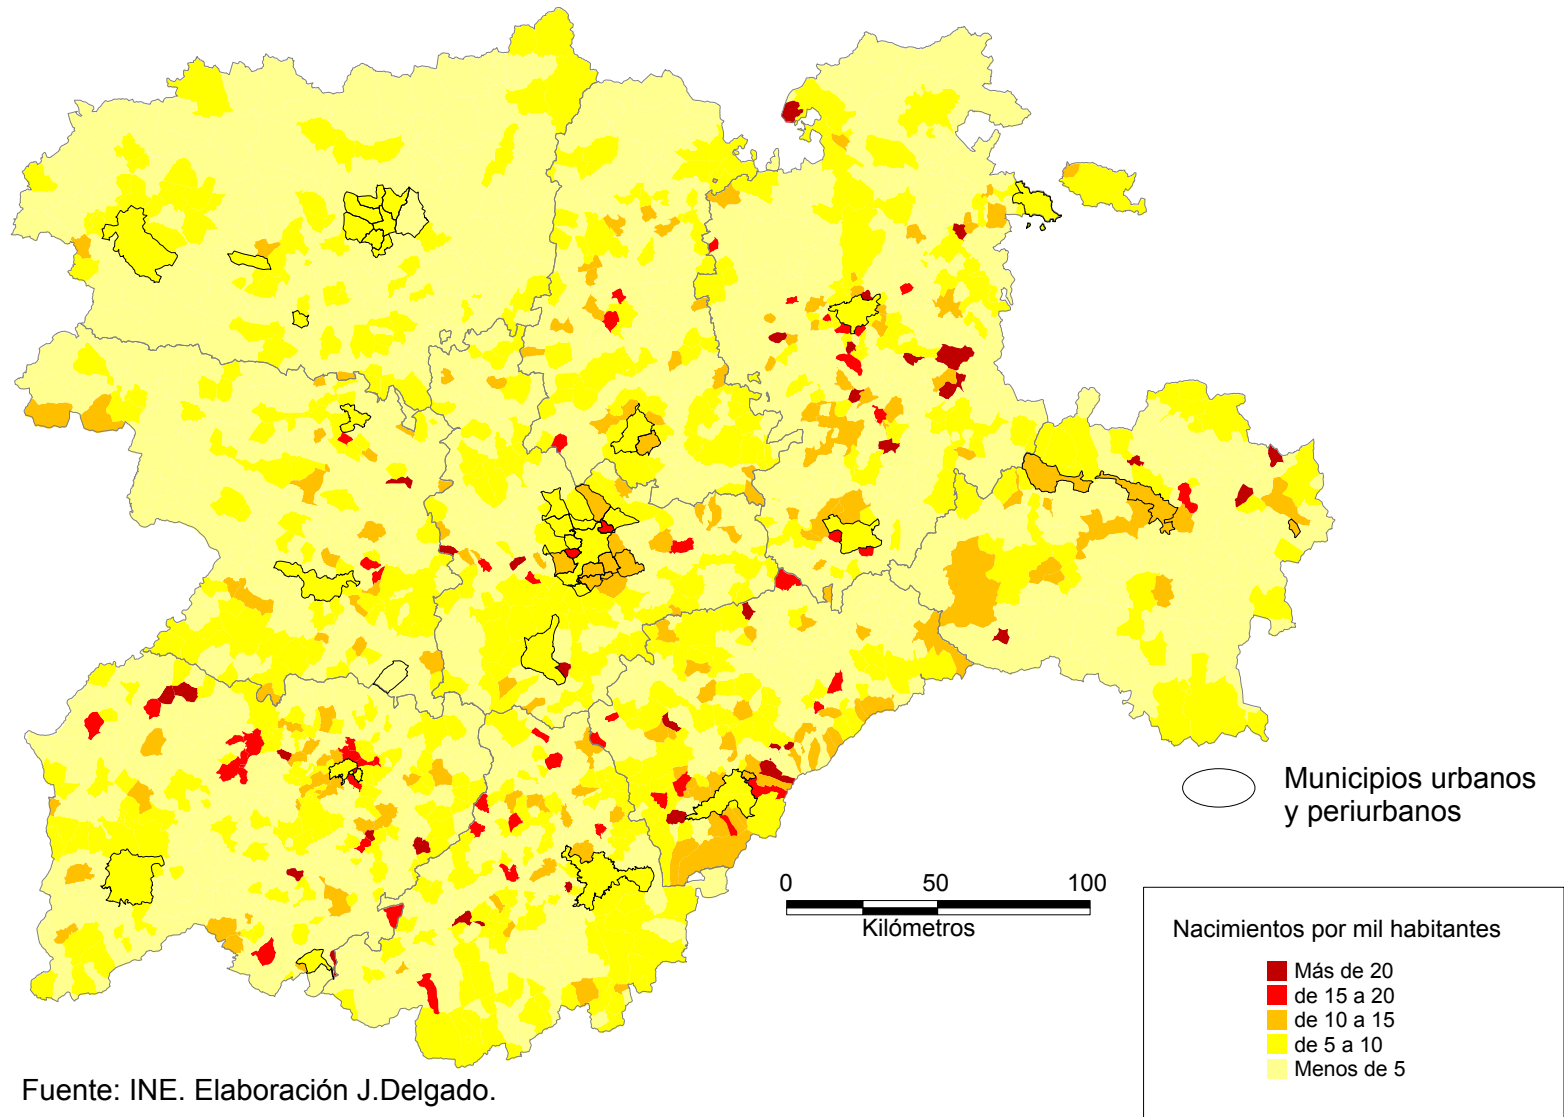 Municipios urbanos
y periurbanos
0 50 100
Kilómetros
Nacimientos por mil habitantes
Más de 20
de 15 a 20
de 10 a 15
de 5 a 10
Menos de 5
Fuente: INE. Elaboración J.Delgado.